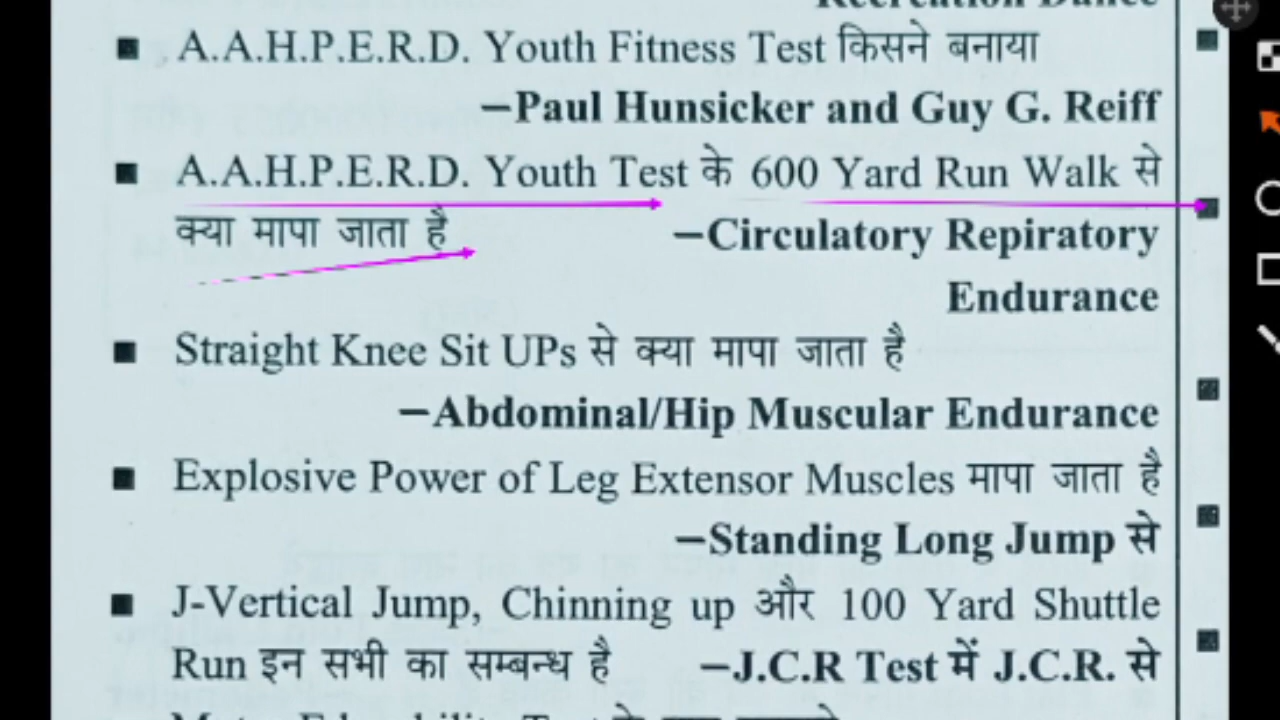 Recreation Dance
■ A.A.H.P.E.R.D. Youth Fitness Test किसने बनाया
–Paul Hunsicker and Guy G. Reiff
■ A.A.H.P.E.R.D. Youth Test के 600 Yard Run Walk से
क्या मापा जाता है –Circulatory Repiratory
Endurance
■ Straight Knee Sit UPs से क्या मापा जाता है
–Abdominal/Hip Muscular Endurance
■ Explosive Power of Leg Extensor Muscles मापा जाता है
–Standing Long Jump से
■ J-Vertical Jump, Chinning up और 100 Yard Shuttle
Run इन सभी का सम्बन्ध है –J.C.R Test में J.C.R. से